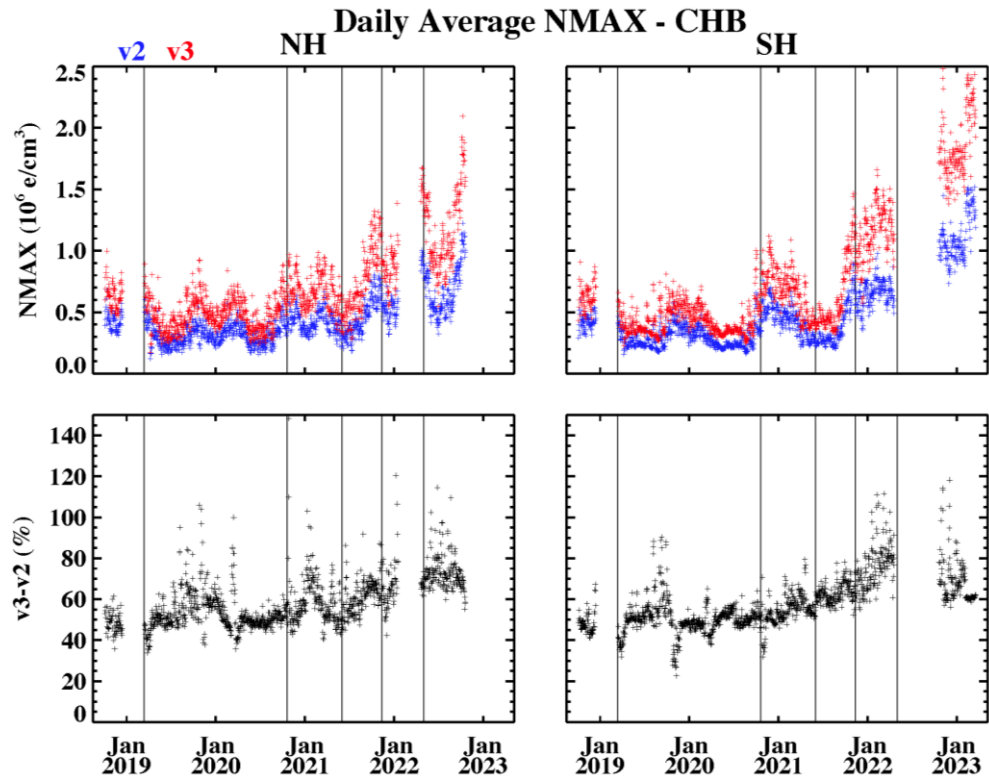 Daily Average NMAX - CHB
v2 v3 NH SH
NMAX (10⁶ e/cm³)
2.5
2.0
1.5
1.0
0.5
0.0
v3-v2 (%)
140
120
100
80
60
40
20
0
Jan Jan Jan Jan Jan Jan Jan Jan Jan Jan
2019 2020 2021 2022 2023 2019 2020 2021 2022 2023